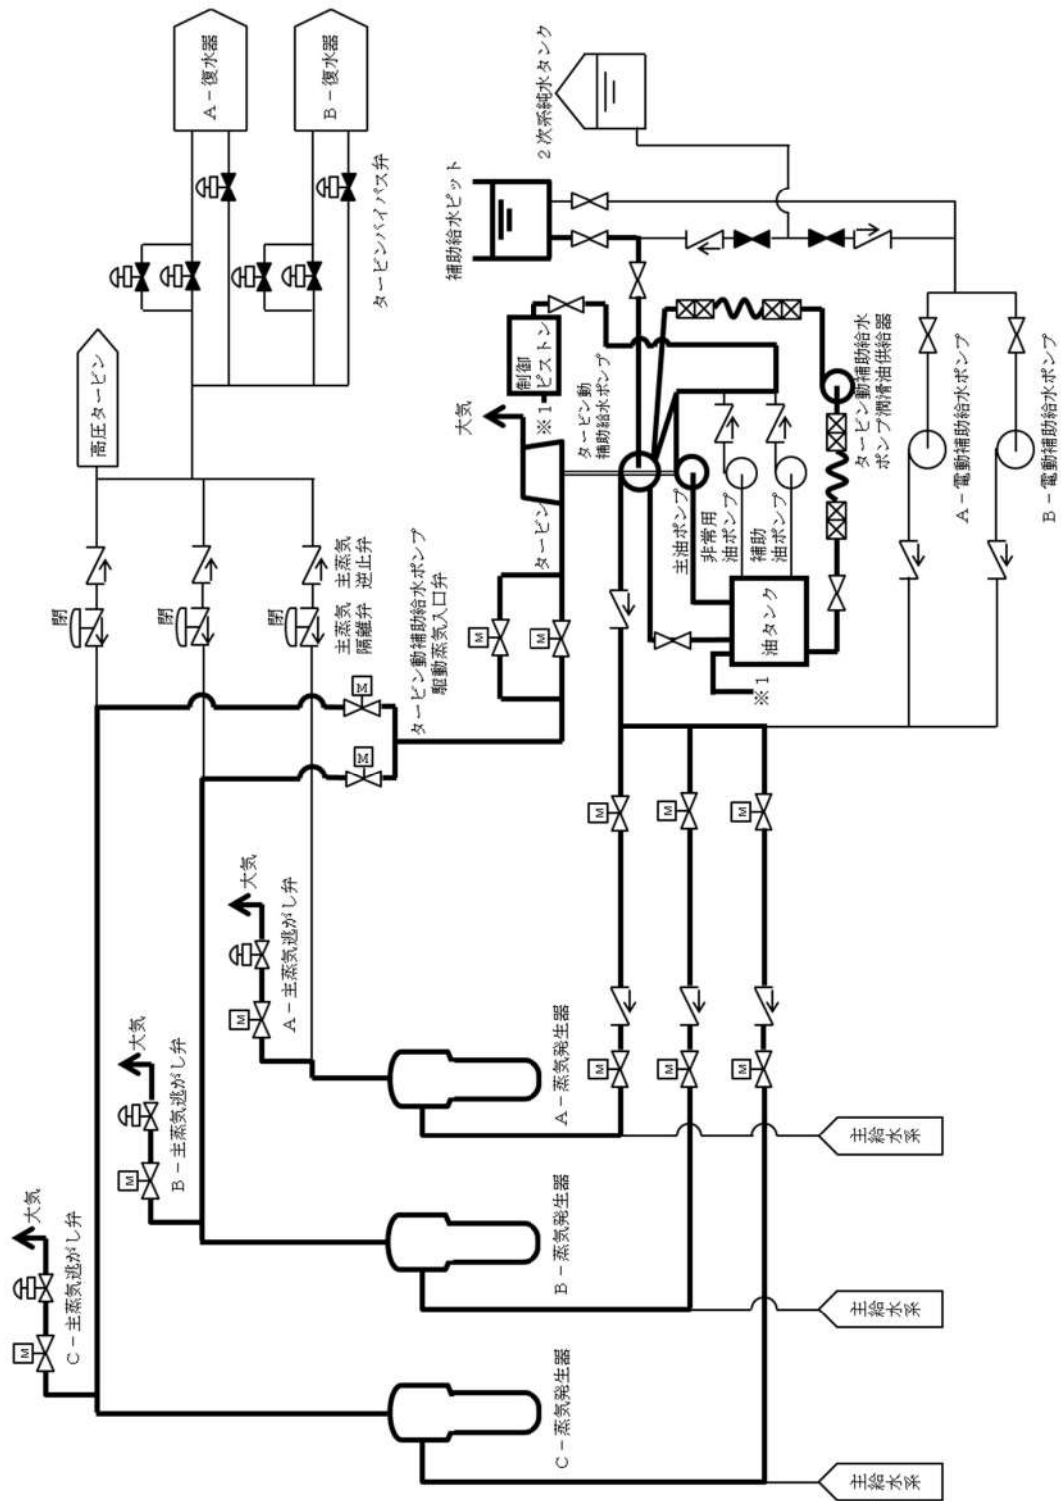 C－主蒸気逃がし弁
大気
M
B－主蒸気逃がし弁
大気
M
A－主蒸気逃がし弁
大気
M
高圧タービン
A－復水器
B－復水器
タービンバイパス弁
閉
閉
閉
主蒸気
隔離弁
主蒸気
逆止弁
M
M
タービン動補助給水ポンプ
駆動蒸気入口弁
M
M
タービン
大気
※1
制御
ピストン
タービン動
補助給水ポンプ
補助給水ピット
2次系純水タンク
主油ポンプ
非常用
油ポンプ
補助
油ポンプ
油タンク
※1
タービン動補助給水
ポンプ潤滑油供給器
A－電動補助給水ポンプ
B－電動補助給水ポンプ
C－蒸気発生器
B－蒸気発生器
A－蒸気発生器
M
M
M
M
M
M
主給水系
主給水系
主給水系